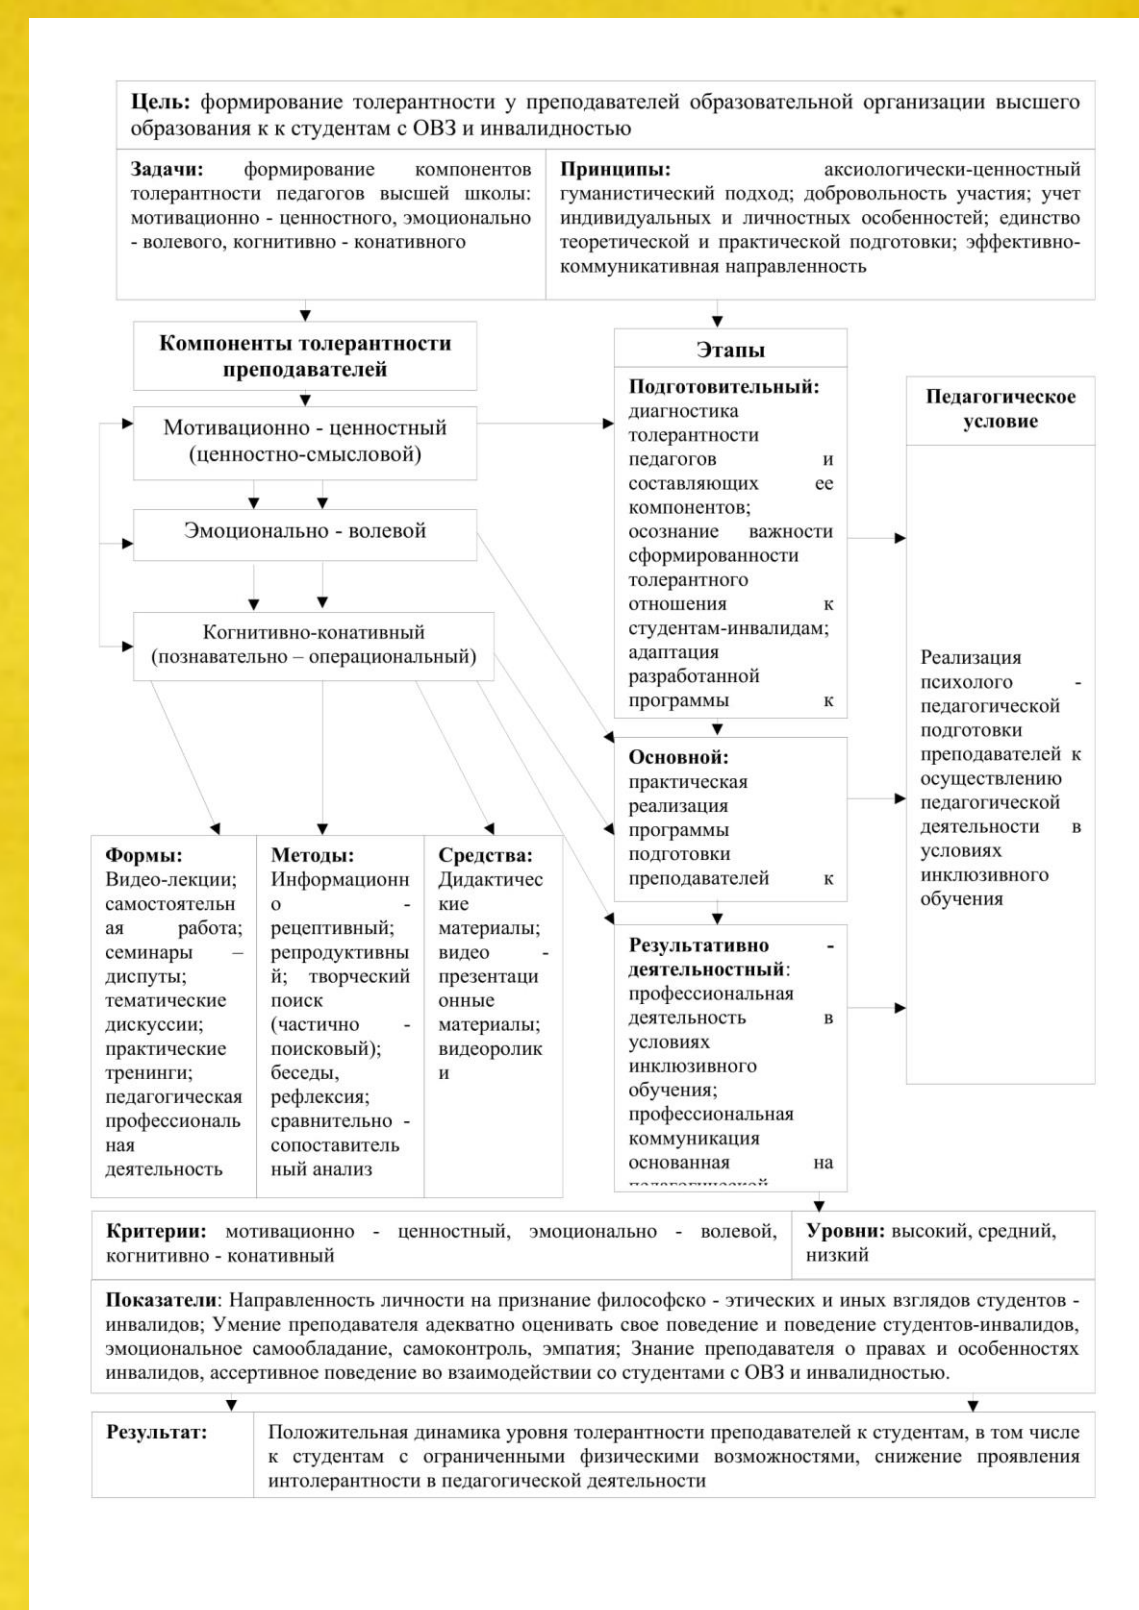 Цель: формирование толерантности у преподавателей образовательной организации высшего
образования к к студентам с ОВЗ и инвалидностью
Задачи: формирование компонентов
толерантности педагогов высшей школы:
мотивационно - ценностного, эмоционально
- волевого, когнитивно - конативного
Принципы: аксиологически-ценностный
гуманистический подход; добровольность участия; учет
индивидуальных и личностных особенностей; единство
теоретической и практической подготовки; эффективно-
коммуникативная направленность
Компоненты толерантности
преподавателей
Мотивационно - ценностный
(ценностно-смысловой)
Эмоционально - волевой
Когнитивно-конативный
(познавательно – операциональный)
Этапы
Подготовительный:
диагностика
толерантности
педагогов и
составляющих ее
компонентов;
осознание важности
сформированности
толерантного
отношения к
студентам-инвалидам;
адаптация
разработанной
программы к
Основной:
практическая
реализация
программы
подготовки
преподавателей к
Результативно -
деятельностный:
профессиональная
деятельность в
условиях
инклюзивного
обучения;
профессиональная
коммуникация
основанная на
педагогической
Педагогическое
условие
Реализация
психолого -
педагогической
подготовки
преподавателей к
осуществлению
педагогической
деятельности в
условиях
инклюзивного
обучения
Формы:
Видео-лекции;
самостоятельн
ая работа;
семинары –
диспуты;
тематические
дискуссии;
практические
тренинги;
педагогическая
профессиональ
ная
деятельность
Методы:
Информационн
о -
рецептивный;
репродуктивны
й; творческий
поиск
(частично -
поисковый);
беседы,
рефлексия;
сравнительно -
сопоставитель
ный анализ
Средства:
Дидактичес
кие
материалы;
видео -
презентаци
онные
материалы;
видеоролик
и
Критерии: мотивационно - ценностный, эмоционально - волевой,
когнитивно - конативный
Уровни: высокий, средний,
низкий
Показатели: Направленность личности на признание философско - этических и иных взглядов студентов -
инвалидов; Умение преподавателя адекватно оценивать свое поведение и поведение студентов-инвалидов,
эмоциональное самообладание, самоконтроль, эмпатия; Знание преподавателя о правах и особенностях
инвалидов, ассертивное поведение во взаимодействии со студентами с ОВЗ и инвалидностью.
Результат:
Положительная динамика уровня толерантности преподавателей к студентам, в том числе
к студентам с ограниченными физическими возможностями, снижение проявления
интолерантности в педагогической деятельности